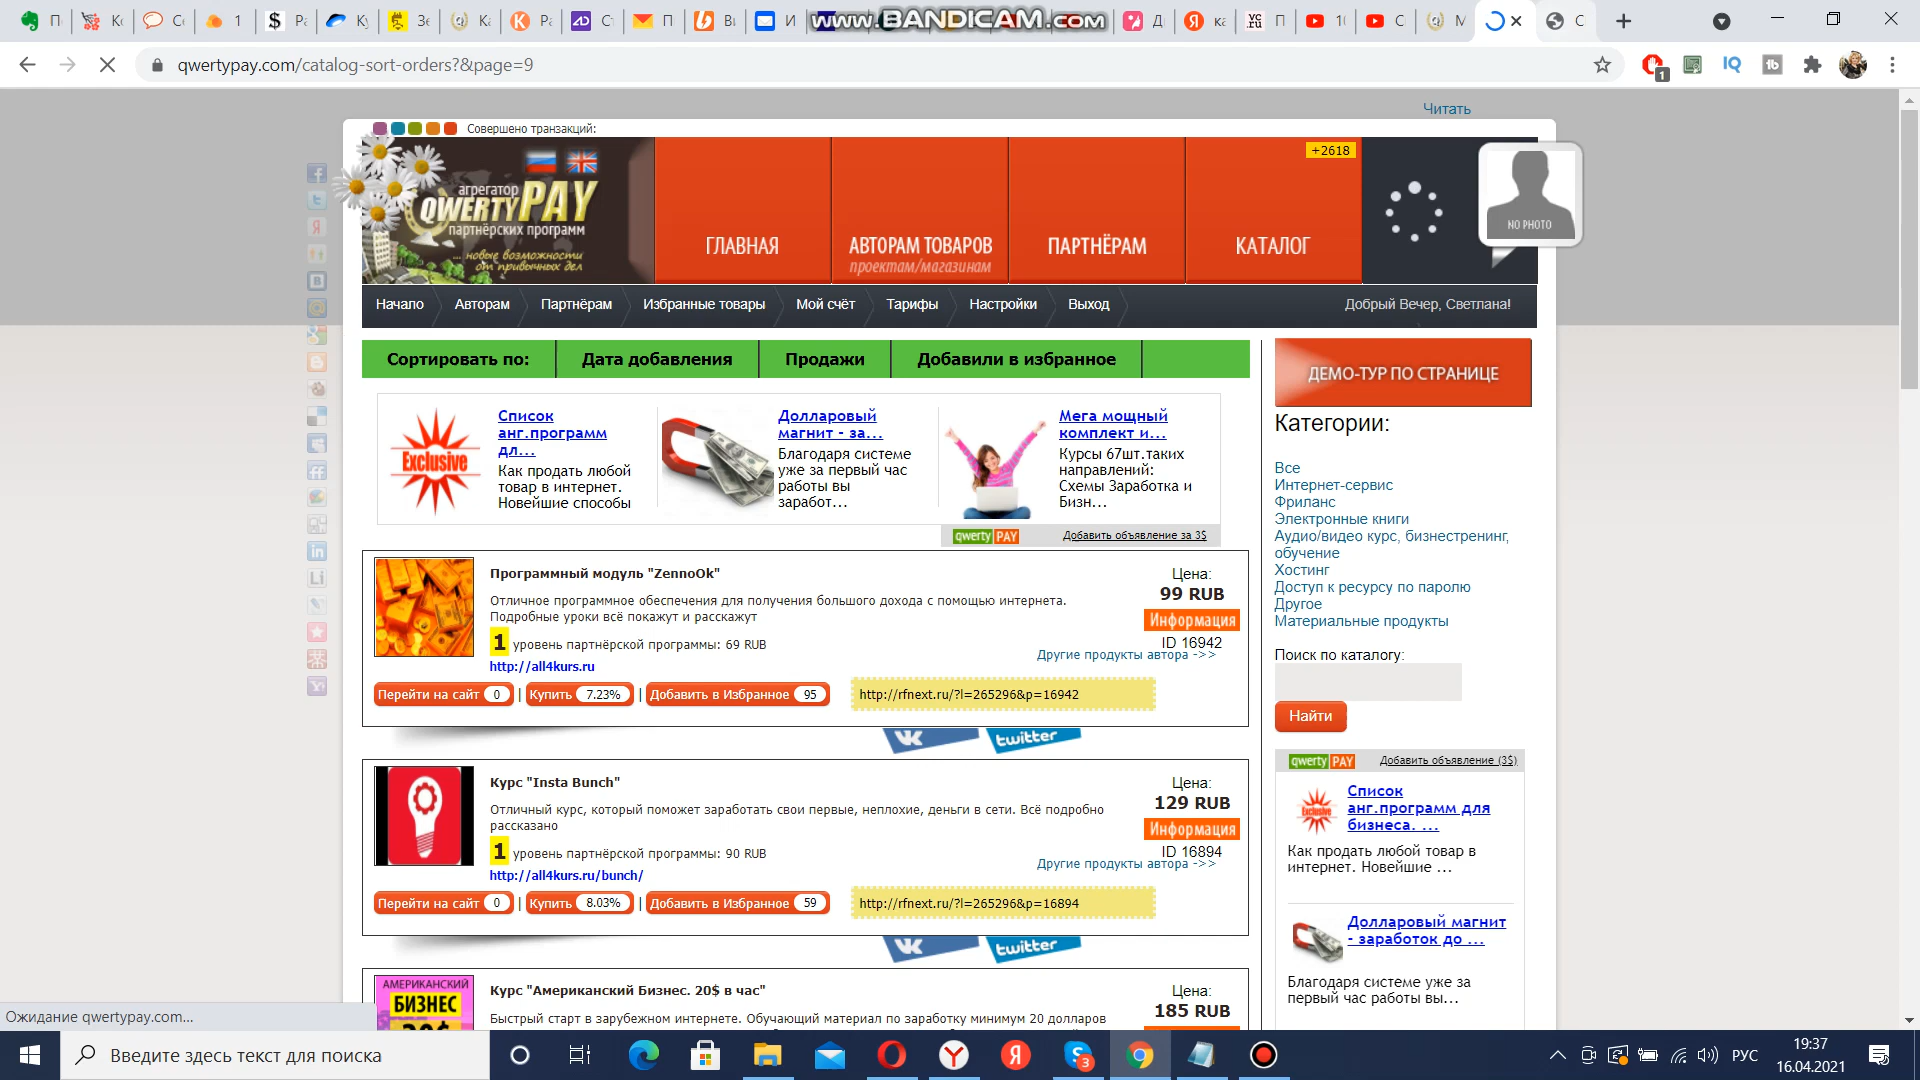 www.BANDICAM.com
qwertypay.com/catalog-sort-orders?&page=9
Читать
Совершено транзакций:
агрегатор
QWERTYPAY
партнёрских программ
... новые возможности
от привычных дел
ГЛАВНАЯ
АВТОРАМ ТОВАРОВ
проектам/магазинам
ПАРТНЁРАМ
+2618
КАТАЛОГ
NO PHOTO
Начало
Авторам
Партнёрам
Избранные товары
Мой счёт
Тарифы
Настройки
Выход
Добрый Вечер, Светлана!
Сортировать по:
Дата добавления
Продажи
Добавили в избранное
Exclusive
Список
анг.программ
дл...
Как продать любой
товар в интернет.
Новейшие способы
Долларовый
магнит - за...
Благодаря системе
уже за первый час
работы вы
заработ...
Мега мощный
комплект и...
Курсы 67шт.таких
направлений:
Схемы Заработка и
Бизн...
qwerty PAY
Добавить объявление за 3$
Программный модуль "ZennoOk"
Отличное программное обеспечения для получения большого дохода с помощью интернета.
Подробные уроки всё покажут и расскажут
1 уровень партнёрской программы: 69 RUB
http://all4kurs.ru
Цена:
99 RUB
Информация
ID 16942
Другие продукты автора ->>
Перейти на сайт 0 | Купить 7.23% | Добавить в Избранное 95
http://rfnext.ru/?l=265296&p=16942
twitter
Курс "Insta Bunch"
Отличный курс, который поможет заработать свои первые, неплохие, деньги в сети. Всё подробно
рассказано
1 уровень партнёрской программы: 90 RUB
http://all4kurs.ru/bunch/
Цена:
129 RUB
Информация
ID 16894
Другие продукты автора ->>
Перейти на сайт 0 | Купить 8.03% | Добавить в Избранное 59
http://rfnext.ru/?l=265296&p=16894
twitter
АМЕРИКАНСКИЙ
БИЗНЕС
20$
Курс "Американский Бизнес. 20$ в час"
Быстрый старт в зарубежном интернете. Обучающий материал по заработку минимум 20 долларов
Цена:
185 RUB
ДЕМО-ТУР ПО СТРАНИЦЕ
Категории:
Все
Интернет-сервис
Фриланс
Электронные книги
Аудио/видео курс, бизнестренинг,
обучение
Хостинг
Доступ к ресурсу по паролю
Другое
Материальные продукты
Поиск по каталогу:
Найти
qwerty PAY
Добавить объявление (3$)
Exclusive
Список
анг.программ для
бизнеса. ...
Как продать любой товар в
интернет. Новейшие ...
Долларовый магнит
- заработок до ...
Благодаря системе уже за
первый час работы вы...
Ожидание qwertypay.com...
Введите здесь текст для поиска
3
РУС
19:37
16.04.2021